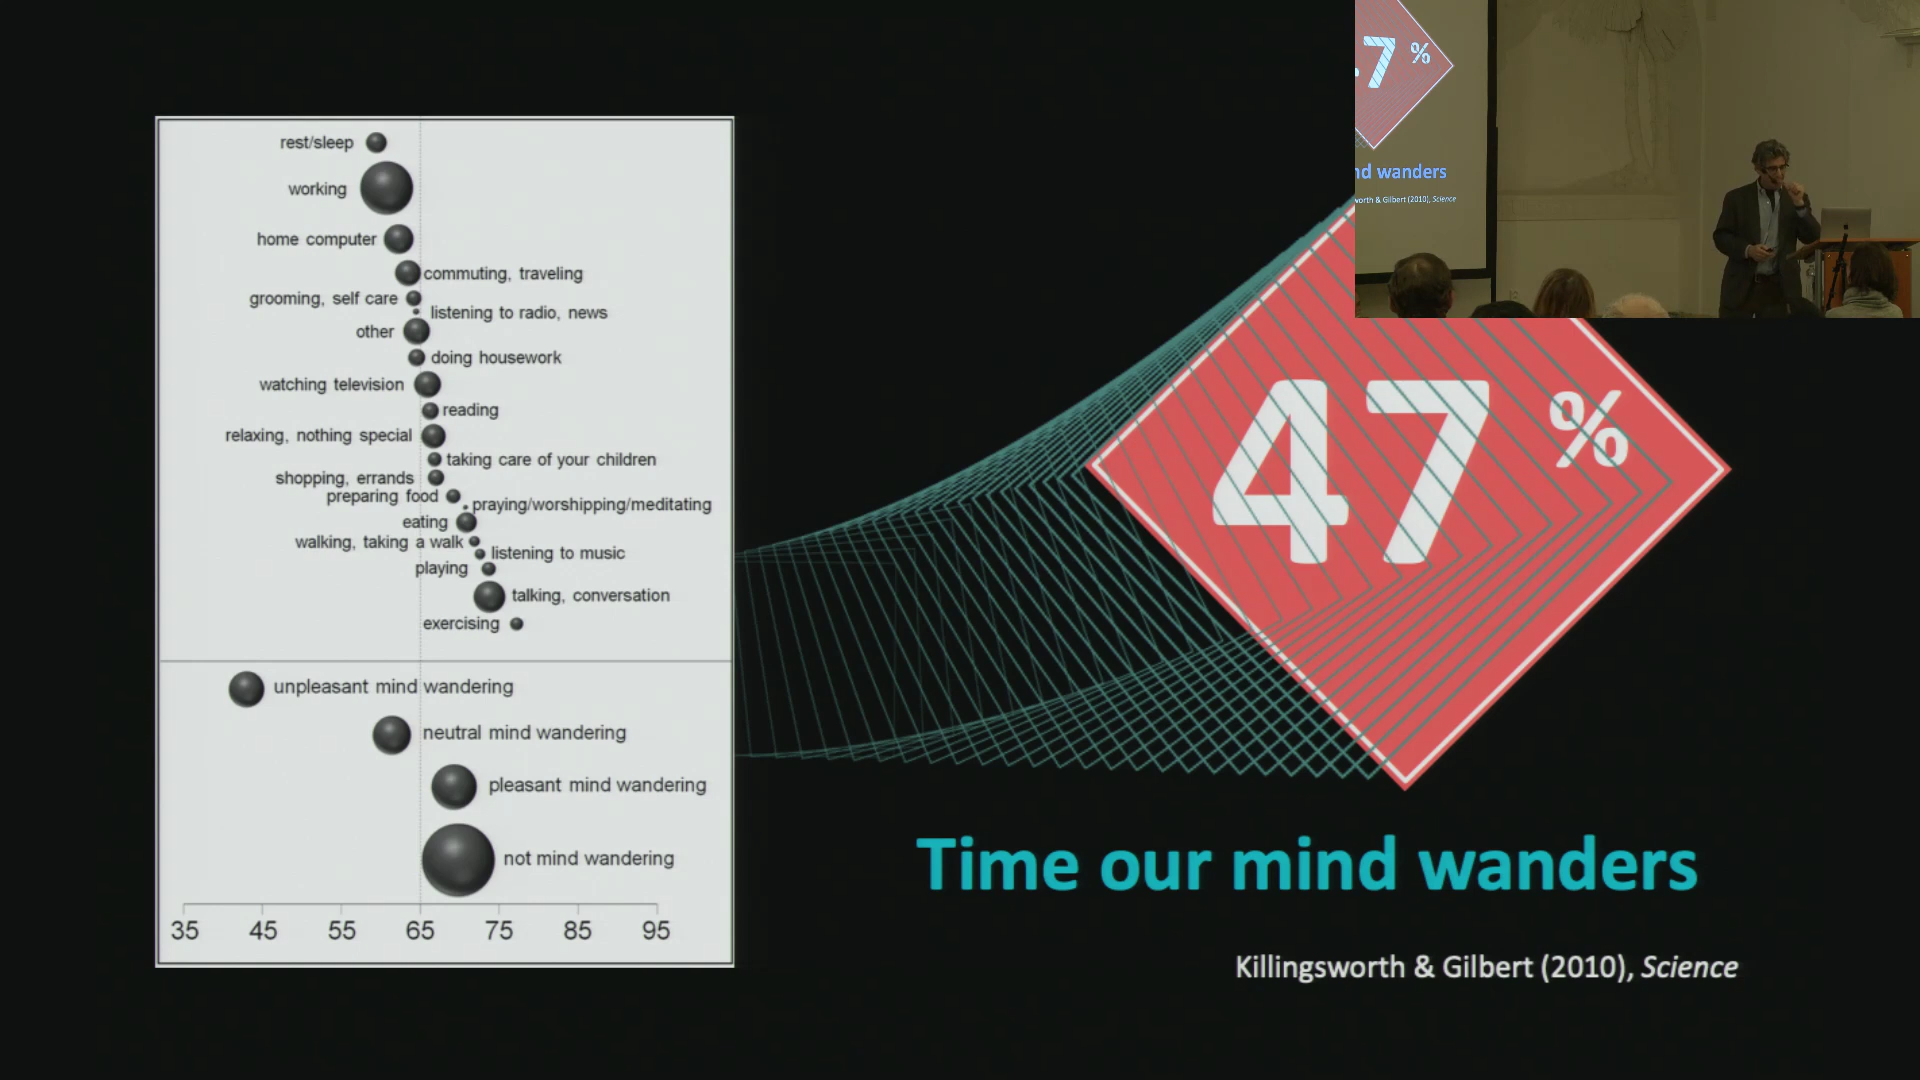 rest/sleep
working
home computer
commuting, traveling
grooming, self care
listening to radio, news
other
doing housework
watching television
reading
relaxing, nothing special
taking care of your children
shopping, errands
preparing food
praying/worshipping/meditating
eating
walking, taking a walk
listening to music
playing
talking, conversation
exercising
unpleasant mind wandering
neutral mind wandering
pleasant mind wandering
not mind wandering
35 45 55 65 75 85 95
47 %
Time our mind wanders
Killingsworth & Gilbert (2010), Science
7 %
nd wanders
worth & Gilbert (2010), Science